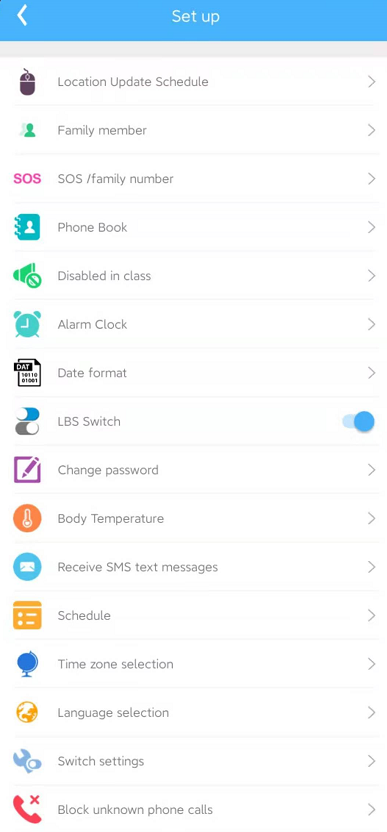 Set up
Location Update Schedule
Family member
SOS SOS /family number
Phone Book
Disabled in class
Alarm Clock
DAT
10110
01001
Date format
LBS Switch
Change password
Body Temperature
Receive SMS text messages
Schedule
Time zone selection
Language selection
Switch settings
Block unknown phone calls